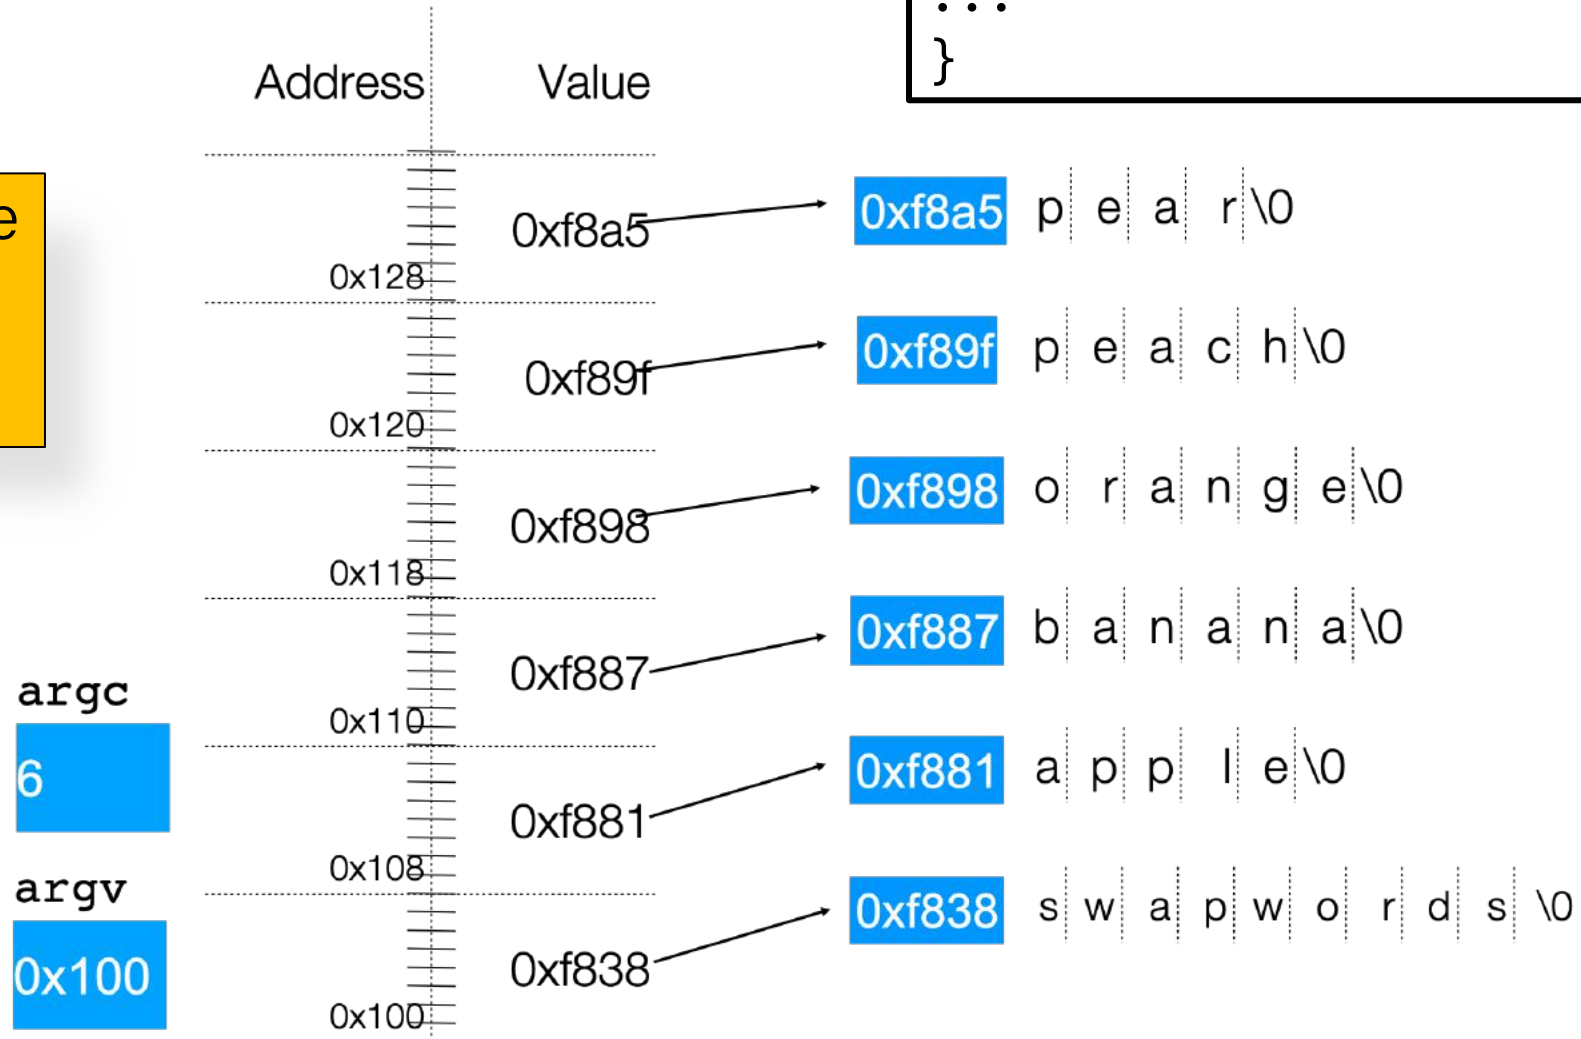 ...
}
Address Value
e
0xf8a5 0xf8a5 p e a r \0
0x128
0xf89f 0xf89f p e a c h \0
0x120
0xf898 0xf898 o r a n g e \0
0x118
0xf887 0xf887 b a n a n a \0
argc
0x110
6
0xf881 0xf881 a p p l e \0
0x108
argv
0xf838 0xf838 s w a p w o r d s \0
0x100
0x100